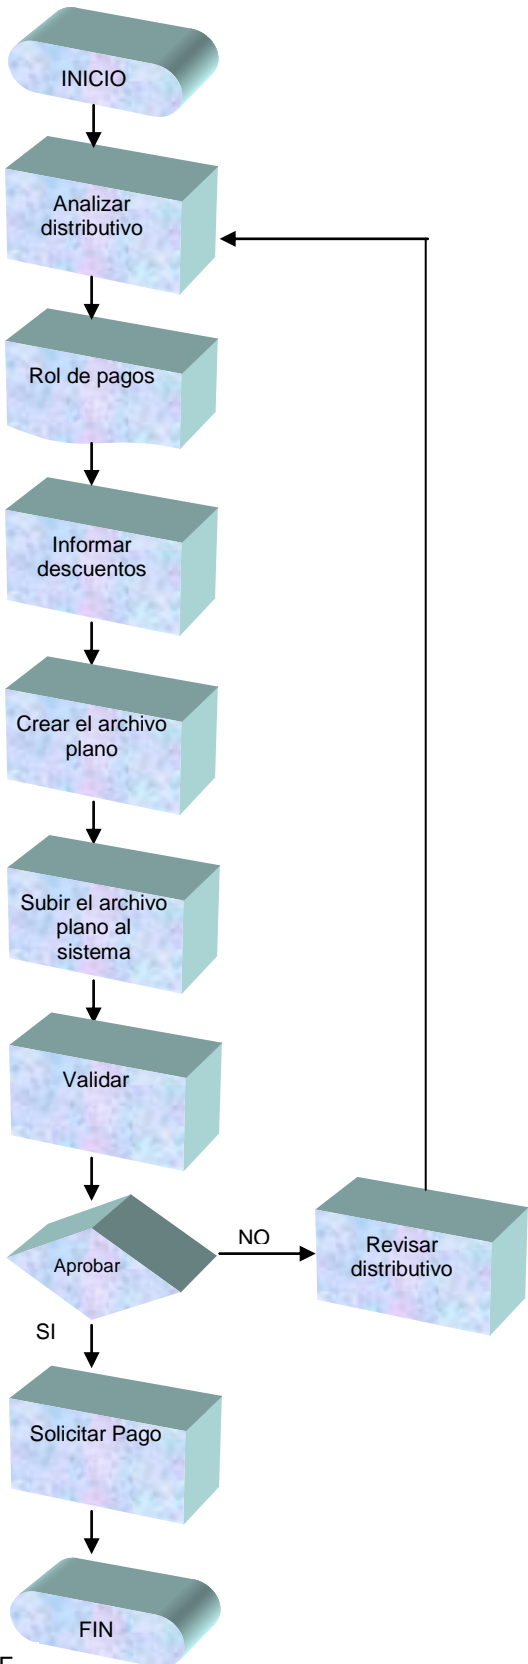 INICIO
Analizar
distributivo
Rol de pagos
Informar
descuentos
Crear el archivo
plano
Subir el archivo
plano al
sistema
Validar
Aprobar
NO
Revisar
distributivo
SI
Solicitar Pago
FIN